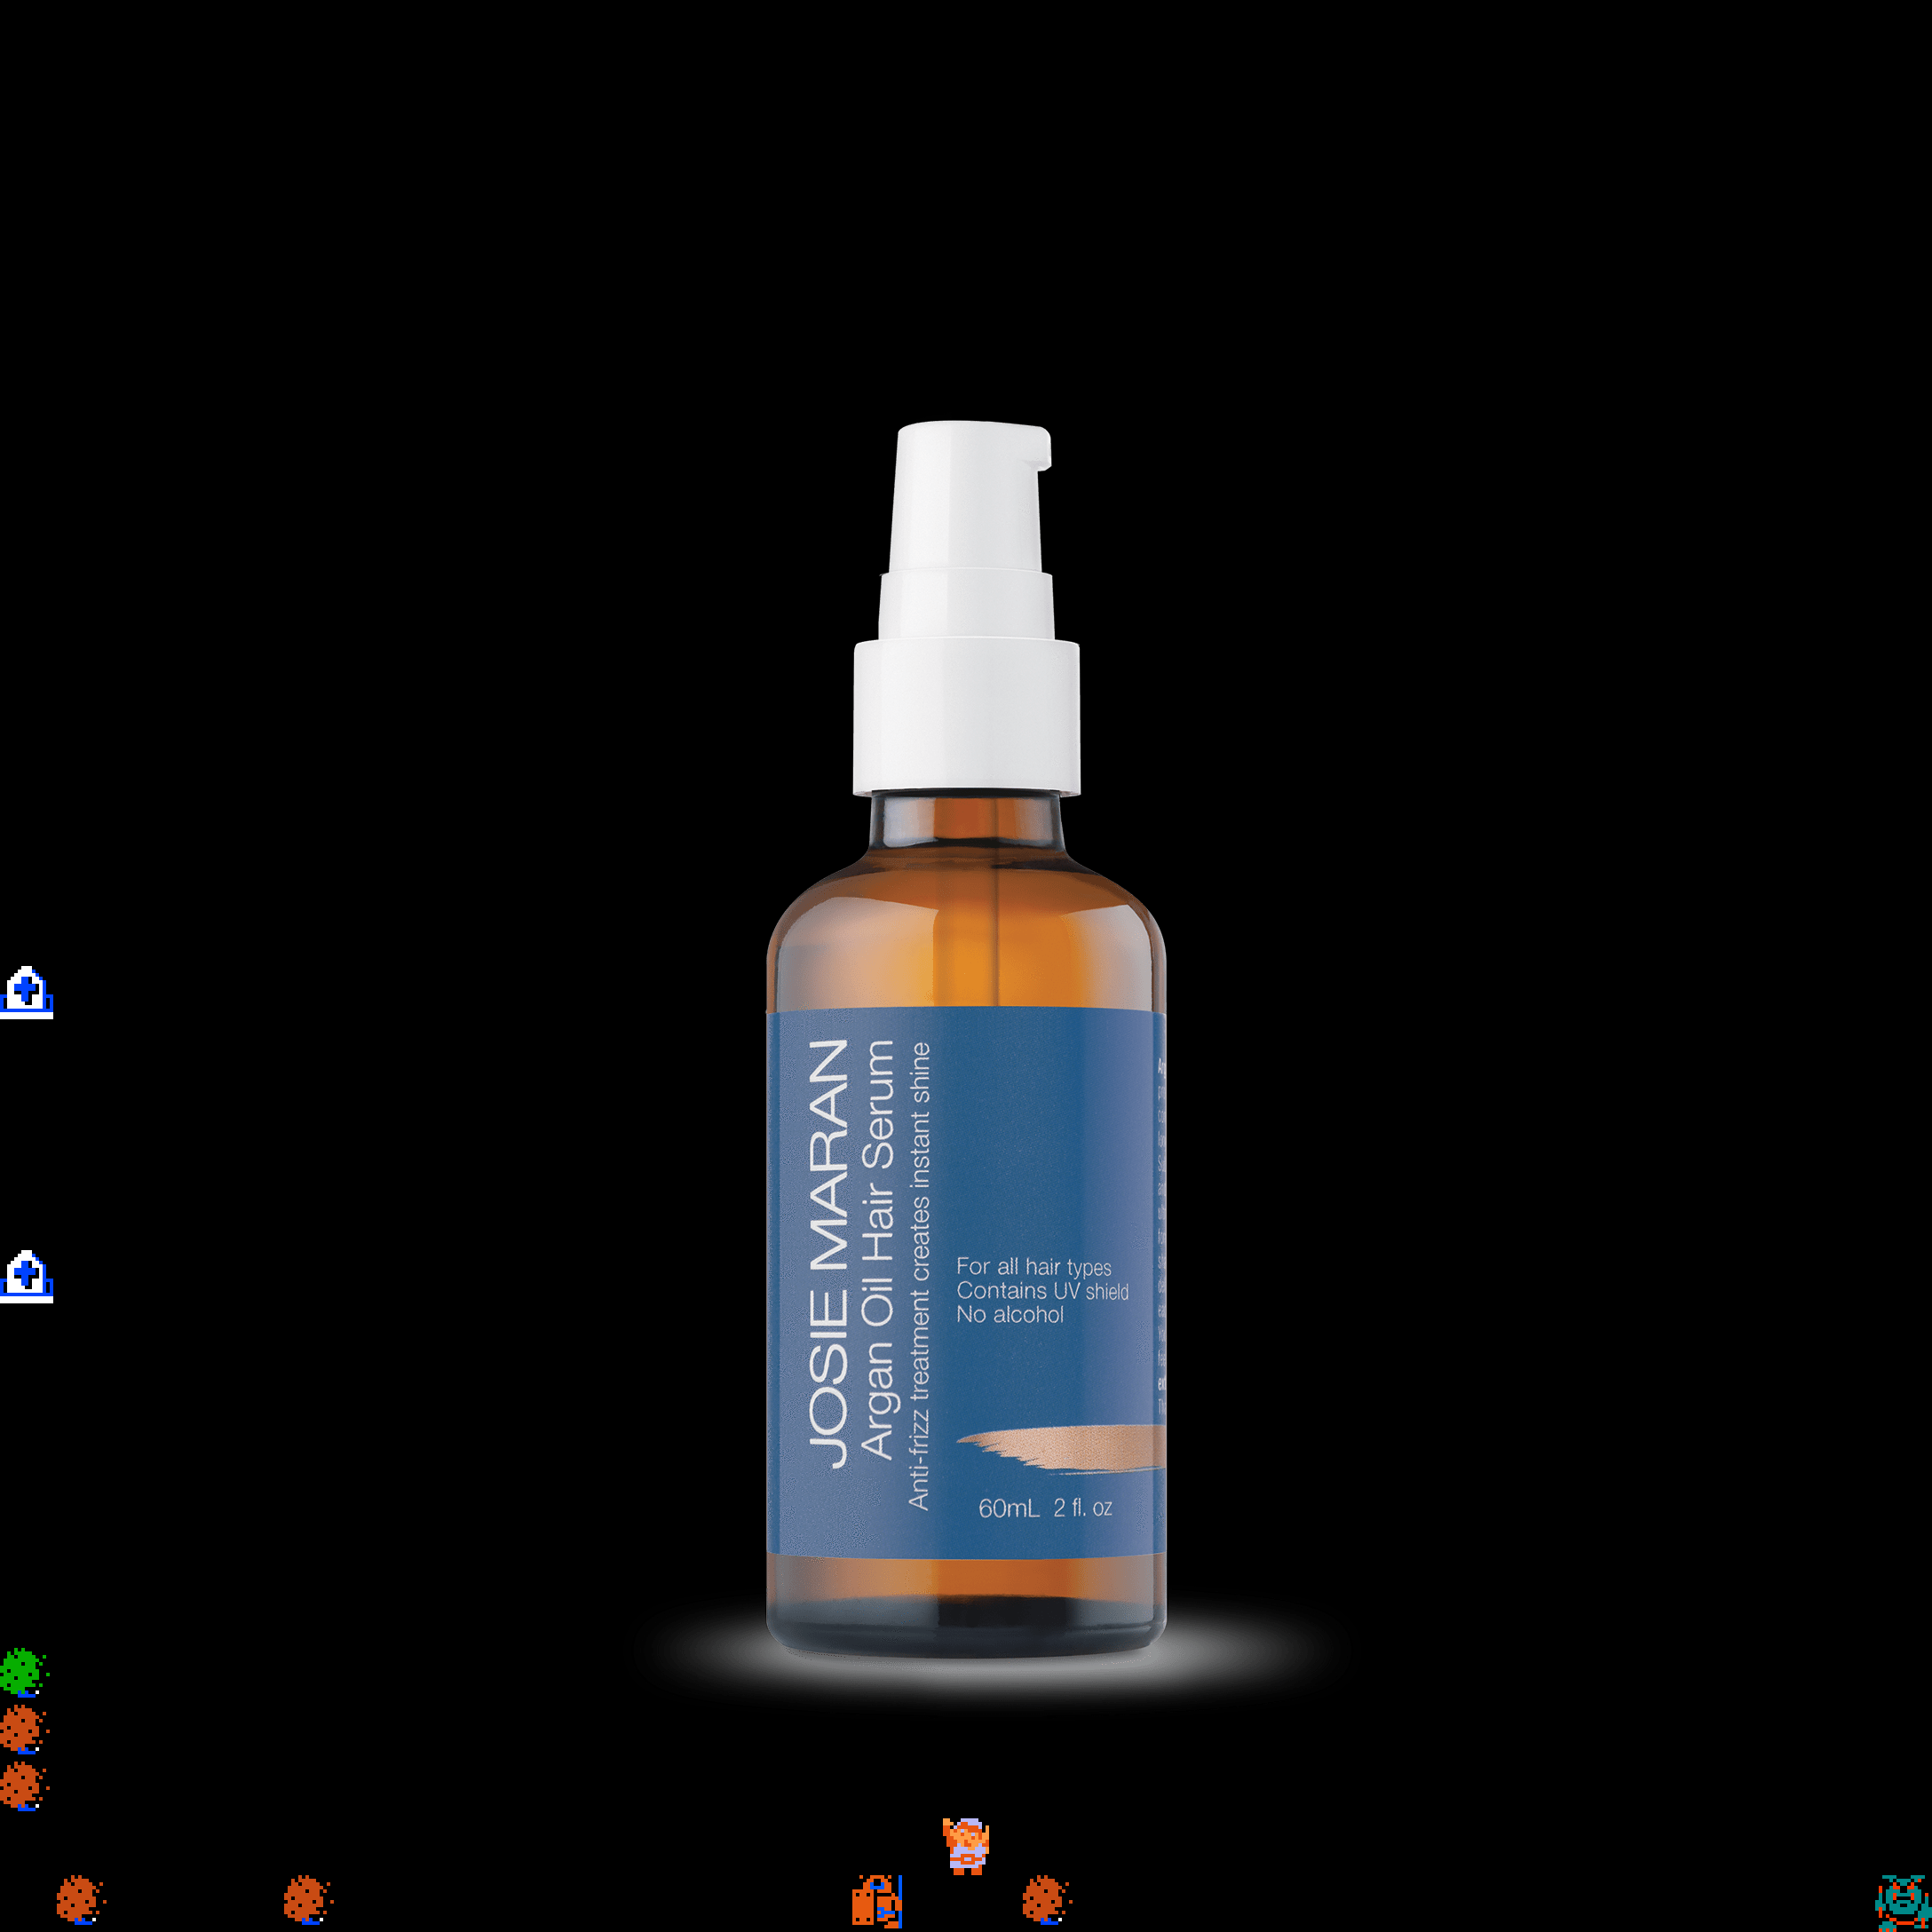 JOSIE MARAN
Argan Oil Hair Serum
Anti-frizz treatment creates instant shine
For all hair types
Contains UV shield
No alcohol
60mL 2 fl. oz